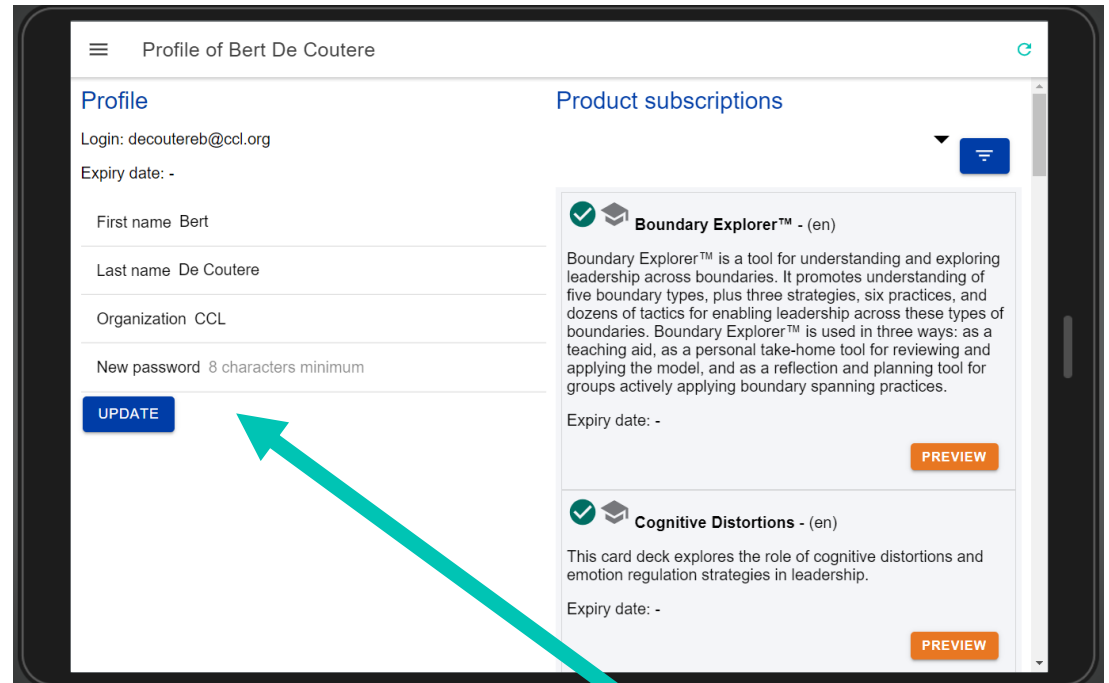 Profile of Bert De Coutere
Profile
Login: decoutereb@ccl.org
Expiry date: -
First name Bert
Last name De Coutere
Organization CCL
New password 8 characters minimum
UPDATE
Product subscriptions
Boundary Explorer™ - (en)
Boundary Explorer™ is a tool for understanding and exploring
leadership across boundaries. It promotes understanding of
five boundary types, plus three strategies, six practices, and
dozens of tactics for enabling leadership across these types of
boundaries. Boundary Explorer™ is used in three ways: as a
teaching aid, as a personal take-home tool for reviewing and
applying the model, and as a reflection and planning tool for
groups actively applying boundary spanning practices.
Expiry date: -
PREVIEW
Cognitive Distortions - (en)
This card deck explores the role of cognitive distortions and
emotion regulation strategies in leadership.
Expiry date: -
PREVIEW